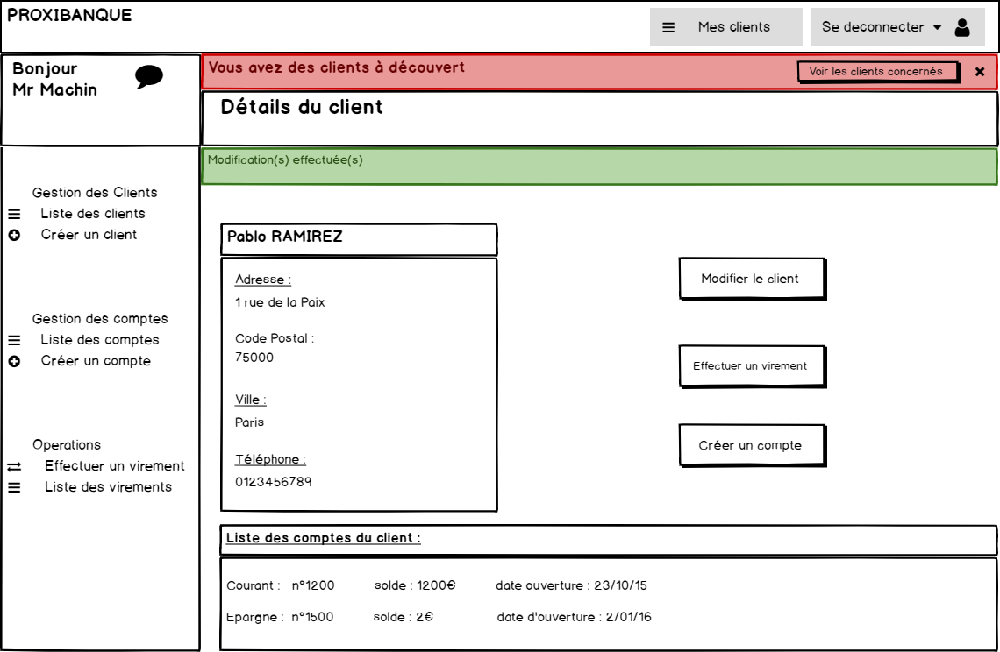 PROXIBANQUE
Mes clients
Se deconnecter
Bonjour
Mr Machin
Vous avez des clients à découvert
Voir les clients concernés
Détails du client
Modification(s) effectuée(s)
Gestion des Clients
Liste des clients
Créer un client
Gestion des comptes
Liste des comptes
Créer un compte
Operations
Effectuer un virement
Liste des virements
Pablo RAMIREZ
Adresse :
1 rue de la Paix
Code Postal :
75000
Ville :
Paris
Téléphone :
0123456789
Modifier le client
Effectuer un virement
Créer un compte
Liste des comptes du client :
Courant : n°1200 solde : 1200€ date ouverture : 23/10/15
Epargne : n°1500 solde : 2€ date d'ouverture : 2/01/16